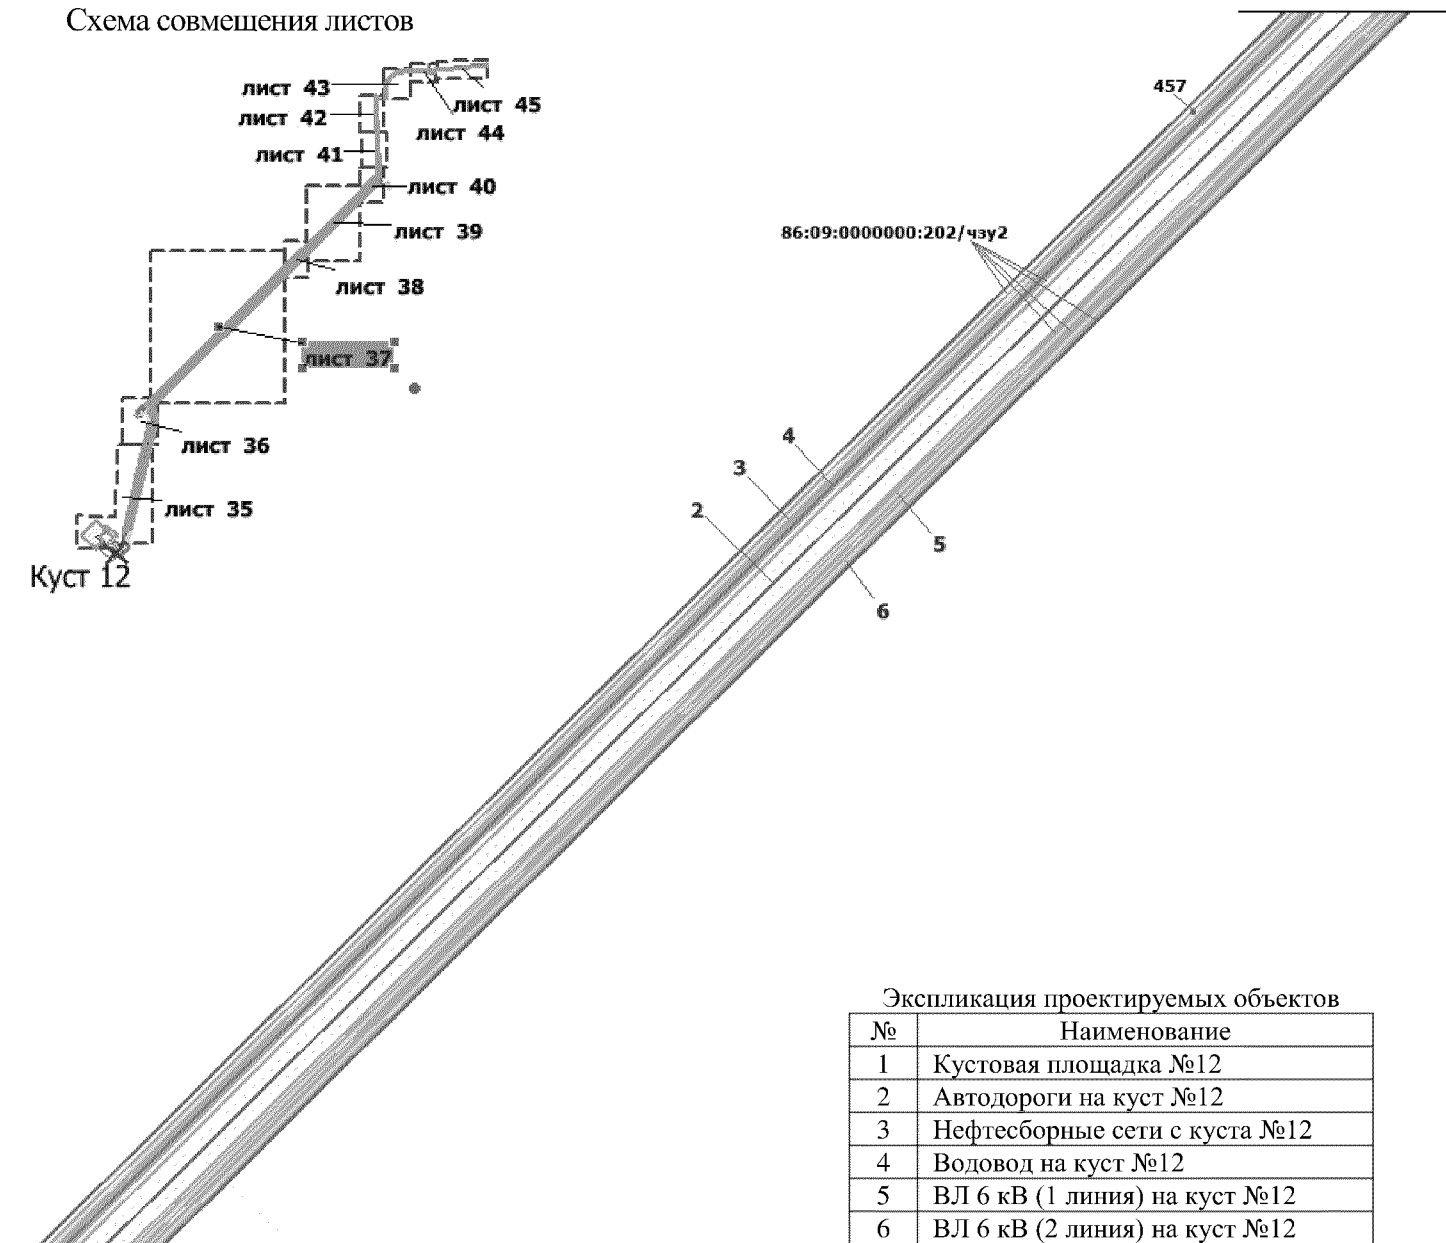 Схема совмещения листов
лист 43
лист 45
лист 42
лист 44
лист 41
лист 40
лист 39
лист 38
лист 37
лист 36
лист 35
Куст 12
457
86:09:0000000:202/чзу2
4
3
2
5
6
Экспликация проектируемых объектов
№ Наименование
1 Кустовая площадка №12
2 Автодороги на куст №12
3 Нефтесборные сети с куста №12
4 Водовод на куст №12
5 ВЛ 6 кВ (1 линия) на куст №12
6 ВЛ 6 кВ (2 линия) на куст №12